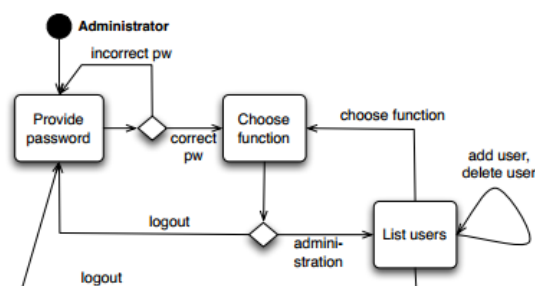 Administrator
incorrect pw
Provide
password
correct
pw
Choose
function
choose function
add user,
delete user
logout
admini-
stration
List users
logout